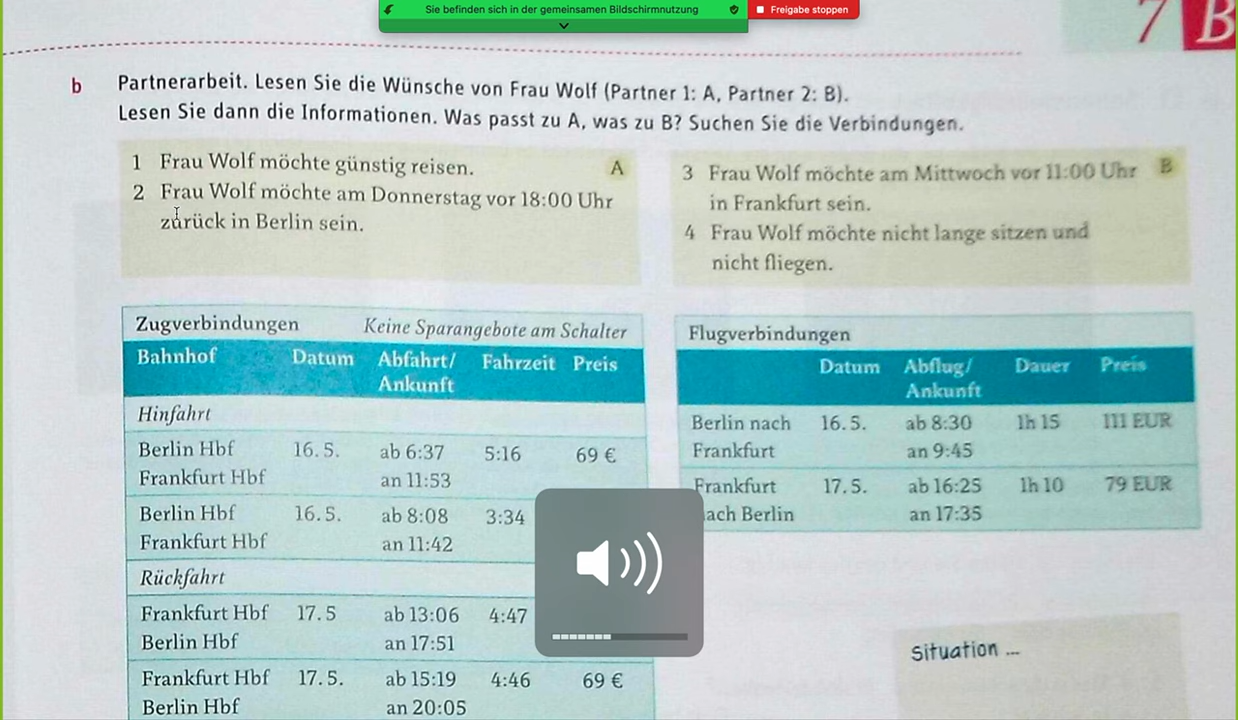 Sie befinden sich in der gemeinsamen Bildschirmnutzung
Freigabe stoppen
7 B
b Partnerarbeit. Lesen Sie die Wünsche von Frau Wolf (Partner 1: A, Partner 2: B).
Lesen Sie dann die Informationen. Was passt zu A, was zu B? Suchen Sie die Verbindungen.
A
1 Frau Wolf möchte günstig reisen.
2 Frau Wolf möchte am Donnerstag vor 18:00 Uhr
zurück in Berlin sein.
B
3 Frau Wolf möchte am Mittwoch vor 11:00 Uhr
in Frankfurt sein.
4 Frau Wolf möchte nicht lange sitzen und
nicht fliegen.
Zugverbindungen Keine Sparangebote am Schalter
Bahnhof Datum Abfahrt/ Fahrzeit Preis
Ankunft
Hinfahrt
Berlin Hbf 16. 5. ab 6:37 5:16 69 €
Frankfurt Hbf an 11:53
Berlin Hbf 16. 5. ab 8:08 3:34
Frankfurt Hbf an 11:42
Rückfahrt
Frankfurt Hbf 17. 5 ab 13:06 4:47
Berlin Hbf an 17:51
Frankfurt Hbf 17. 5. ab 15:19 4:46 69 €
Berlin Hbf an 20:05
Flugverbindungen
Datum Abflug/ Dauer Preis
Ankunft
Berlin nach 16. 5. ab 8:30 1h 15 111 EUR
Frankfurt an 9:45
Frankfurt 17. 5. ab 16:25 1h 10 79 EUR
ach Berlin an 17:35
Situation ...